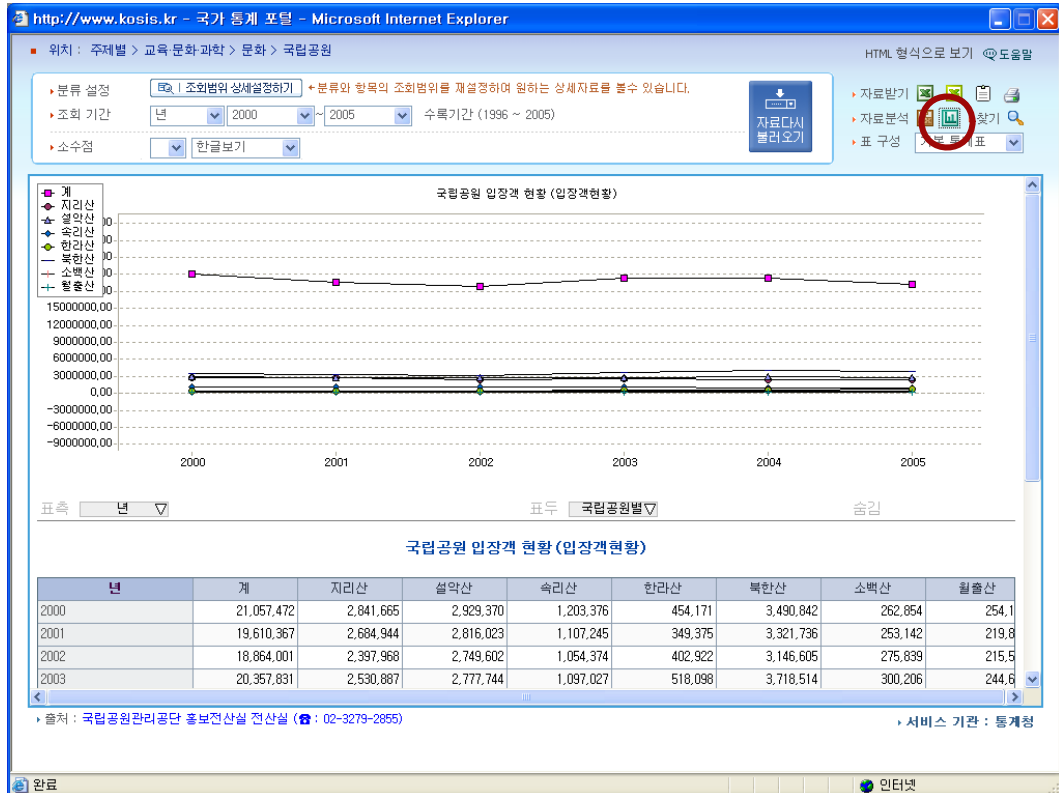 http://www.kosis.kr - 국가 통계 포털 - Microsoft Internet Explorer
위치 : 주제별 > 교육·문화·과학 > 문화 > 국립공원
HTML 형식으로 보기 도움말
분류 설정 조회범위 상세설정하기 분류와 항목의 조회범위를 재설정하여 원하는 상세자료를 볼수 있습니다.
조회 기간 년 2000 ~ 2005 수록기간 (1996 ~ 2005)
소수점 한글보기
자료다시
불러오기
자료받기
자료분석 찾기
표 구성 기본 통계표
국립공원 입장객 현황 (입장객현황)
계
지리산
설악산
속리산
한라산
북한산
소백산
월출산
15000000,00
12000000,00
9000000,00
6000000,00
3000000,00
0,00
-3000000,00
-6000000,00
-9000000,00
2000 2001 2002 2003 2004 2005
표측 년 표두 국립공원별 숨김
국립공원 입장객 현황 (입장객현황)
년 계 지리산 설악산 속리산 한라산 북한산 소백산 월출산
2000 21,057,472 2,841,665 2,929,370 1,203,376 454,171 3,490,842 262,854 254,1
2001 19,610,367 2,684,944 2,816,023 1,107,245 349,375 3,321,736 253,142 219,8
2002 18,864,001 2,397,968 2,749,602 1,054,374 402,922 3,146,605 275,839 215,5
2003 20,357,831 2,530,887 2,777,744 1,097,027 518,098 3,718,514 300,206 244,6
출처 : 국립공원관리공단 홍보전산실 전산실 (☎ : 02-3279-2855)
서비스 기관 : 통계청
완료 인터넷